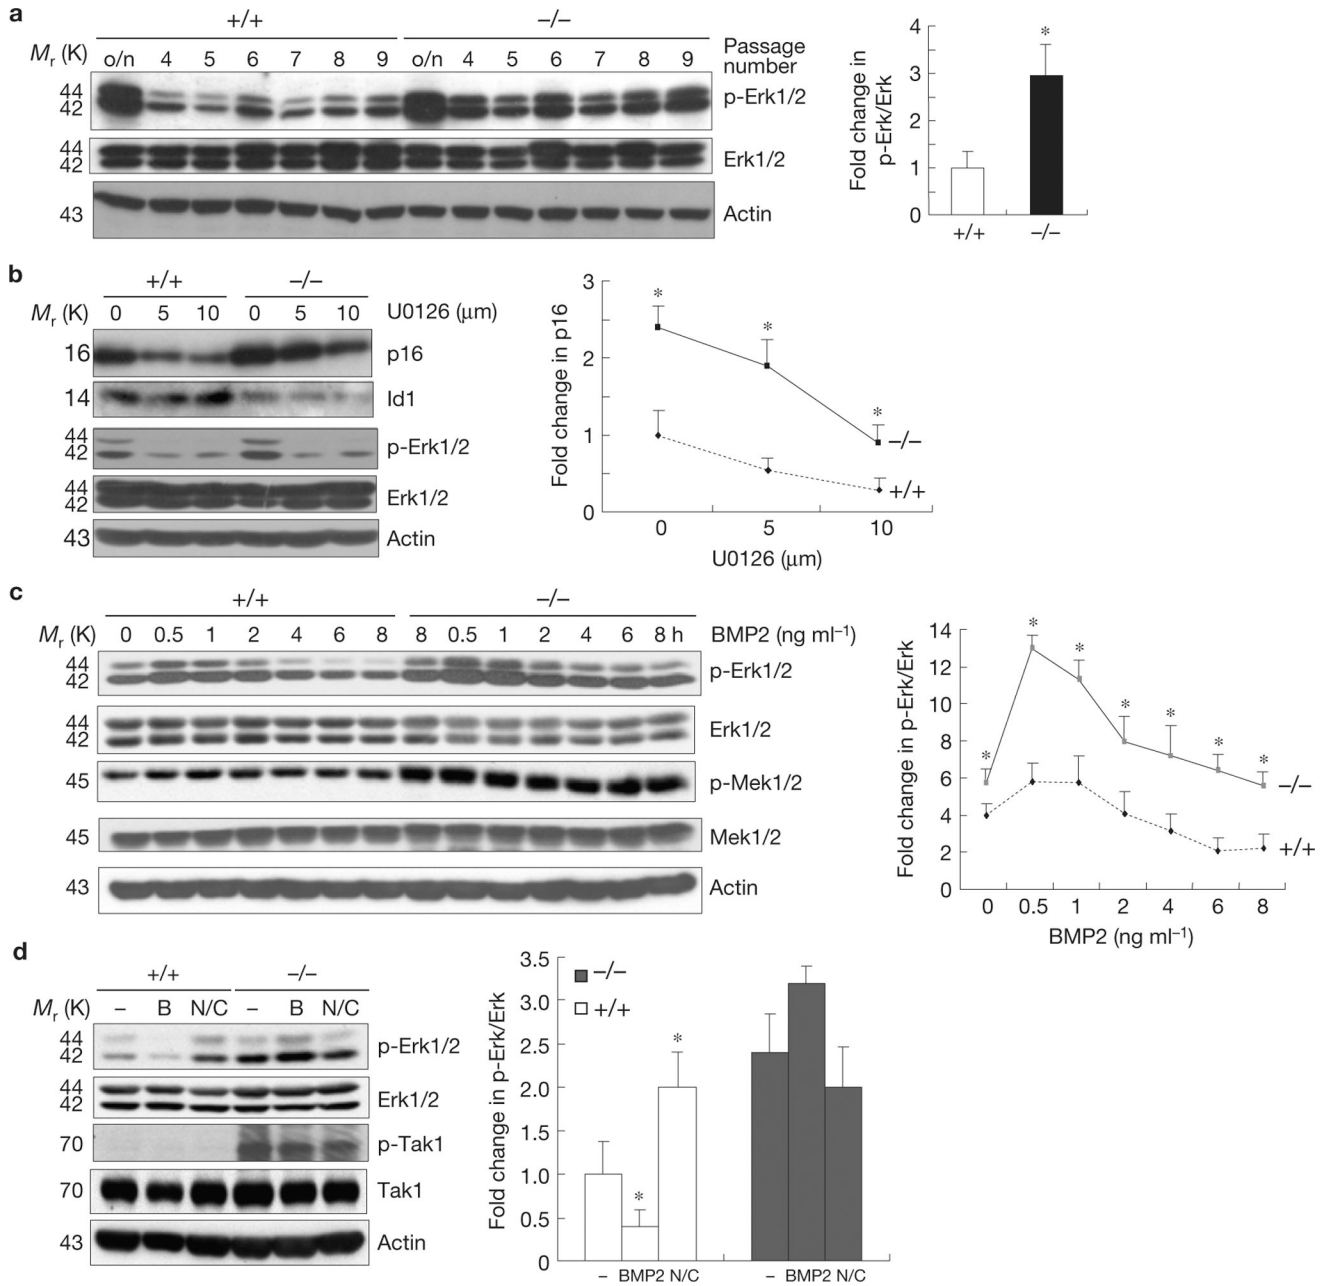 a
+/+ –/–
Mr (K) o/n 4 5 6 7 8 9 o/n 4 5 6 7 8 9 Passage number
44
42
p-Erk1/2
44
42
Erk1/2
43 Actin
Fold change in
p-Erk/Erk
4
3
2
1
0
*
+/+ –/–
b
+/+ –/–
Mr (K) 0 5 10 0 5 10 U0126 (μm)
16 p16
14 Id1
44
42
p-Erk1/2
44
42
Erk1/2
43 Actin
Fold change in p16
3
2
1
0
* * *
–/–
+/+
0 5 10
U0126 (μm)
c
+/+ –/–
Mr (K) 0 0.5 1 2 4 6 8 8 0.5 1 2 4 6 8 h BMP2 (ng ml–1)
44
42
p-Erk1/2
44
42
Erk1/2
45 p-Mek1/2
45 Mek1/2
43 Actin
Fold change in p-Erk/Erk
14
12
10
8
6
4
2
0
* * * * * * *
–/–
+/+
0 0.5 1 2 4 6 8
BMP2 (ng ml–1)
d
+/+ –/–
Mr (K) – B N/C – B N/C
44
42
p-Erk1/2
44
42
Erk1/2
70 p-Tak1
70 Tak1
43 Actin
Fold change in p-Erk/Erk
3.5
3.0
2.5
2.0
1.5
1.0
0.5
0
–/–
+/+
* *
– BMP2 N/C – BMP2 N/C